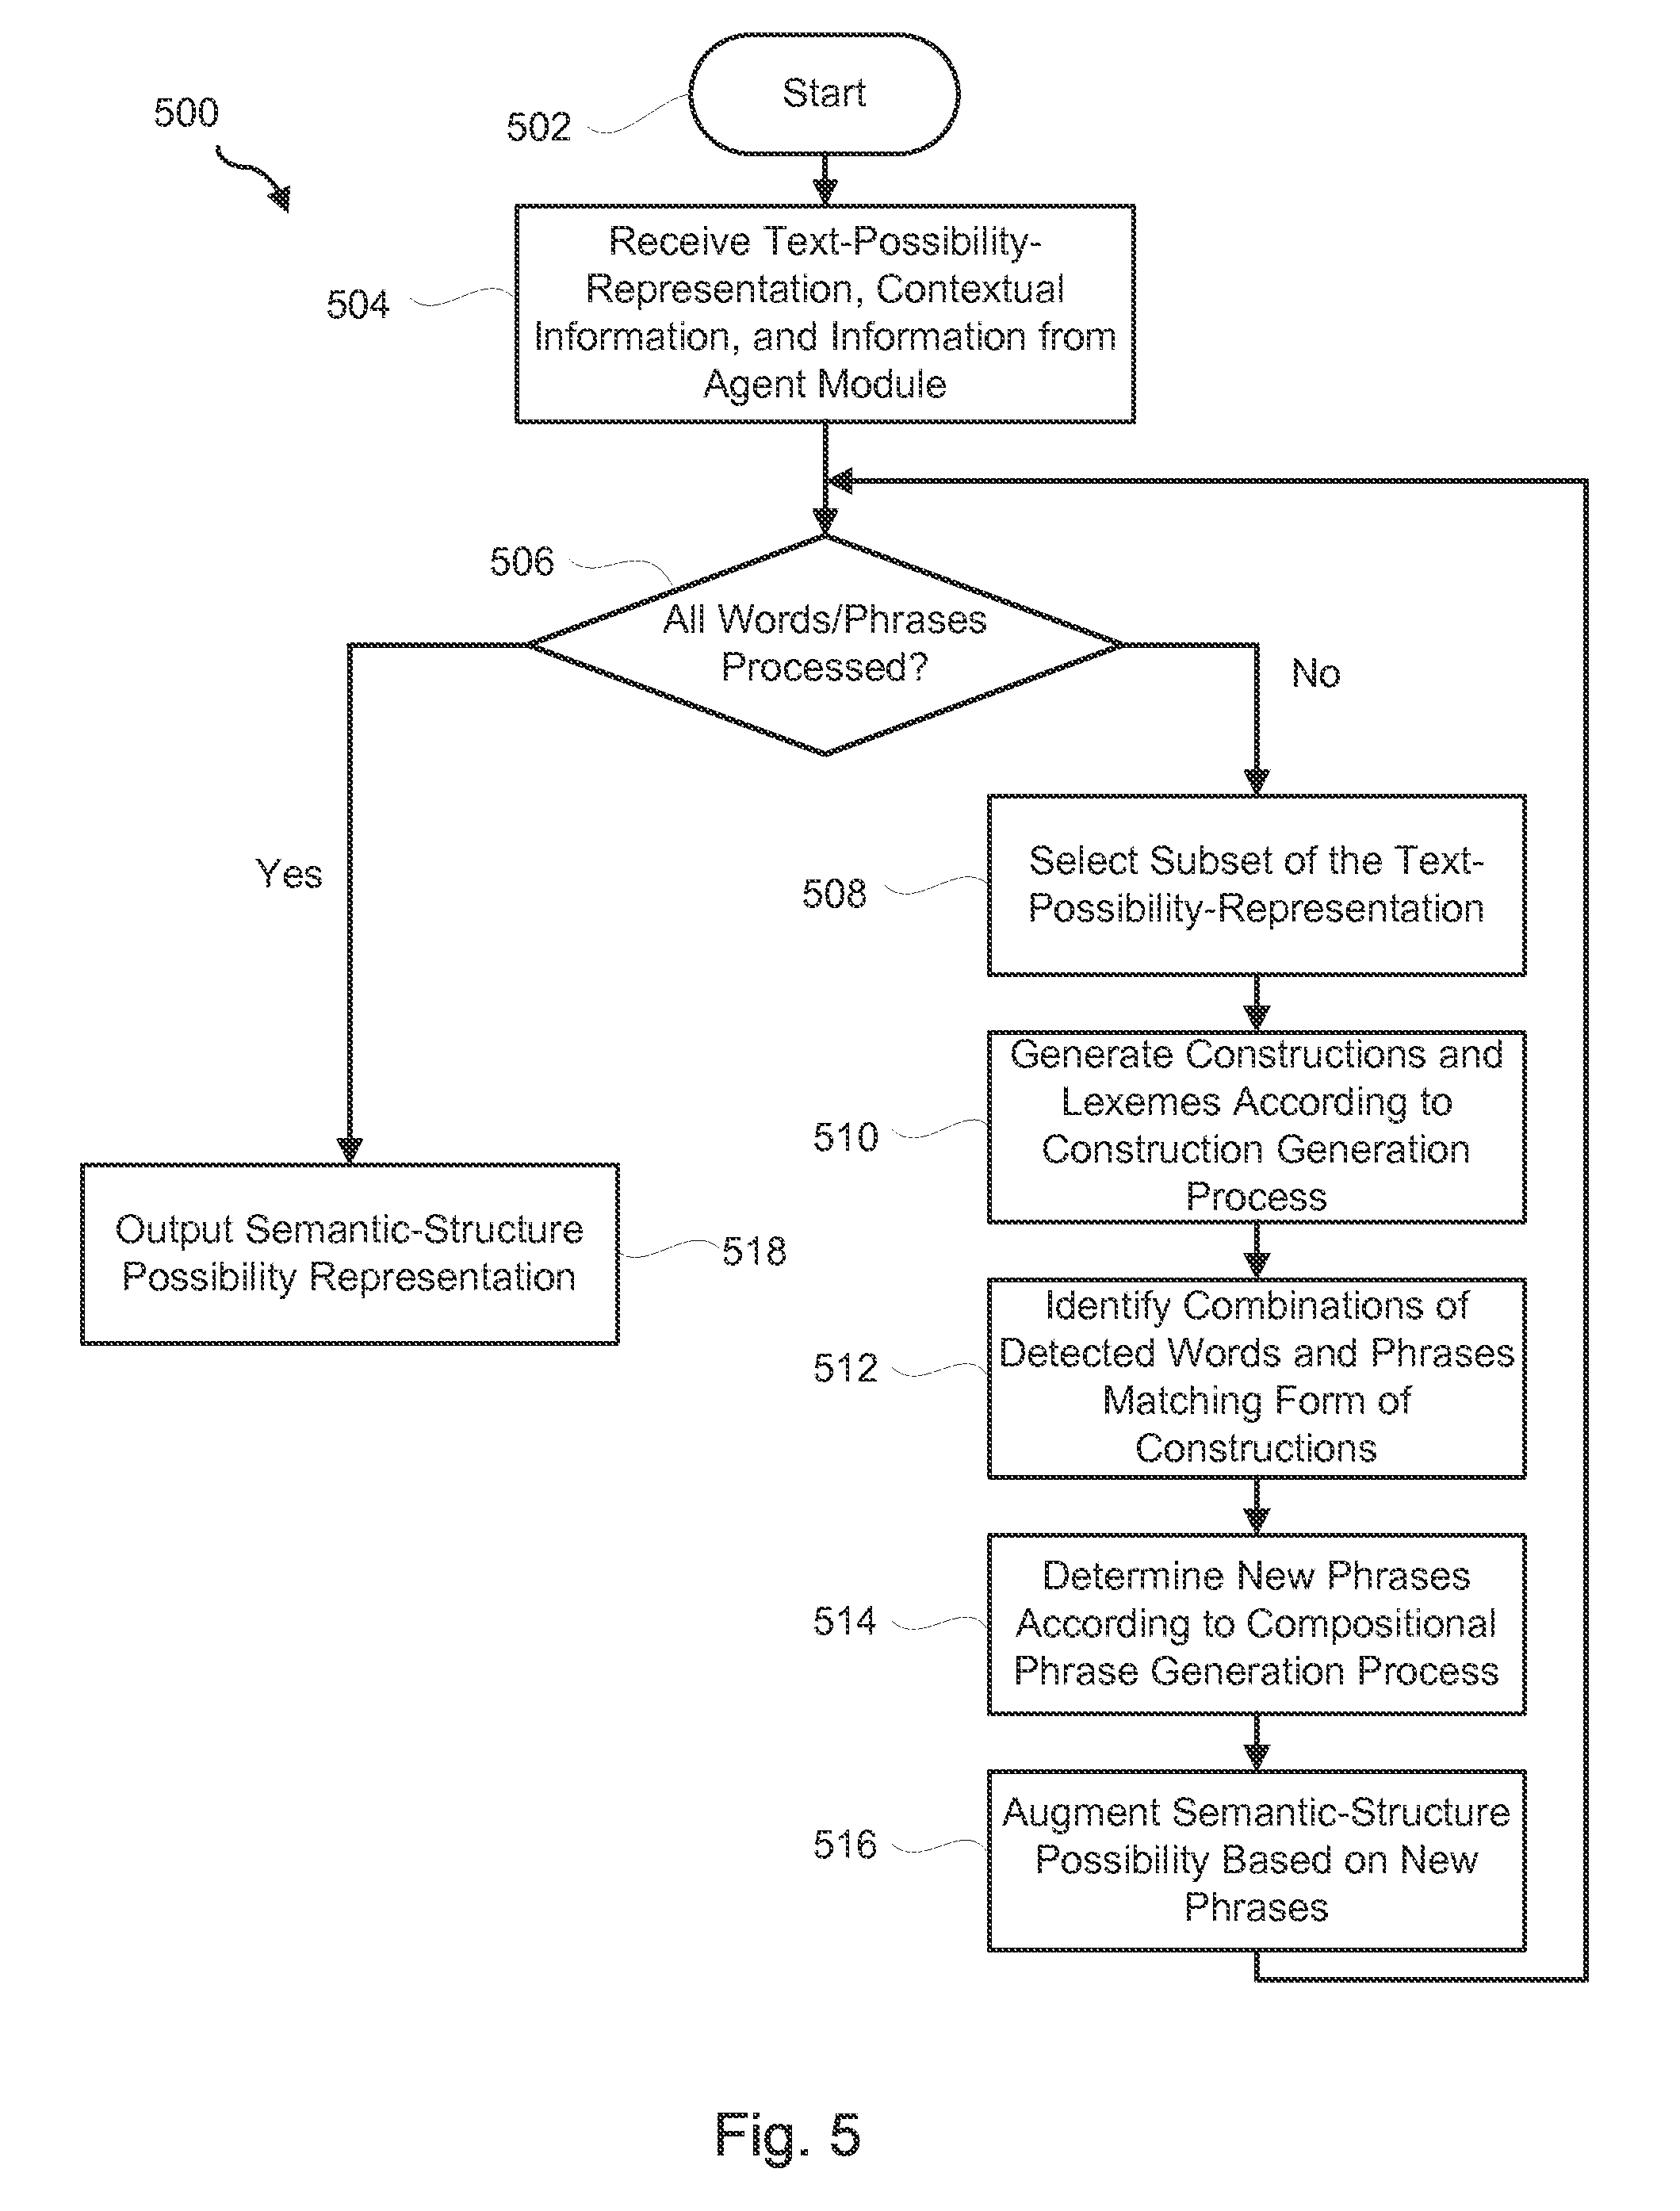 Start
500
502
Receive Text-Possibility-
Representation, Contextual
Information, and Information from
Agent Module
504
506
All Words/Phrases
Processed?
No
Yes
Select Subset of the Text-
Possibility-Representation
508
Generate Constructions and
Lexemes According to
Construction Generation
Process
510
Output Semantic-Structure
Possibility Representation
518
Identify Combinations of
Detected Words and Phrases
Matching Form of
Constructions
512
Determine New Phrases
According to Compositional
Phrase Generation Process
514
Augment Semantic-Structure
Possibility Based on New
Phrases
516
Fig. 5